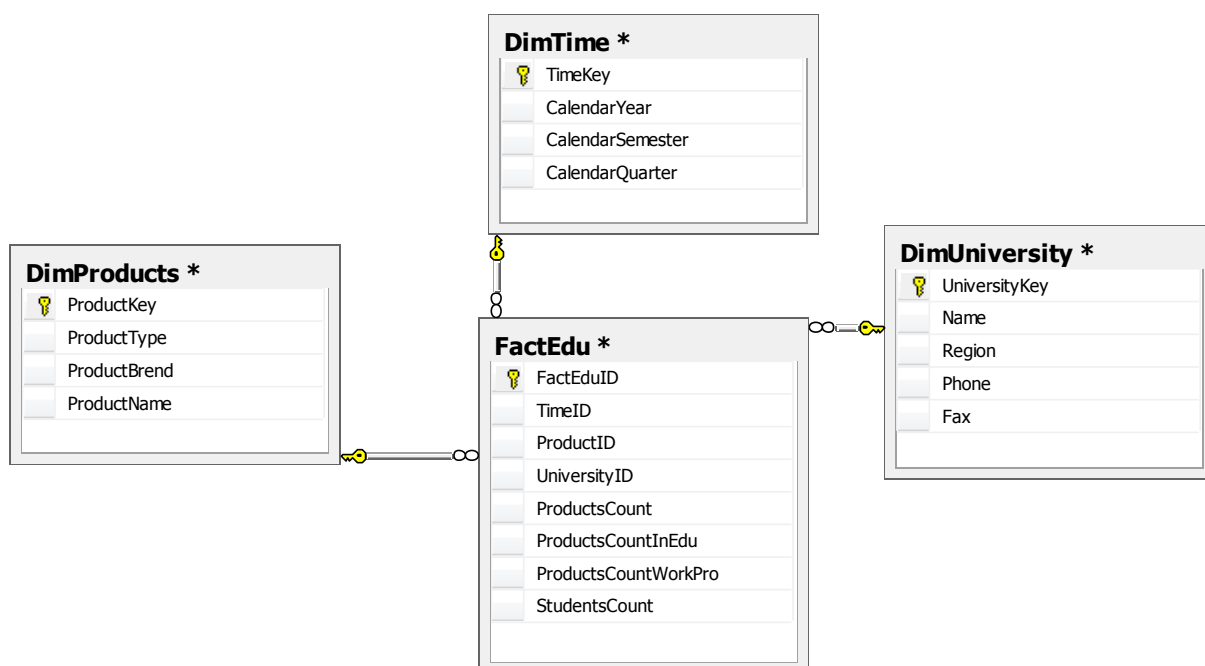 DimTime *
TimeKey
CalendarYear
CalendarSemester
CalendarQuarter
DimProducts *
ProductKey
ProductType
ProductBrend
ProductName
DimUniversity *
UniversityKey
Name
Region
Phone
Fax
FactEdu *
FactEduID
TimeID
ProductID
UniversityID
ProductsCount
ProductsCountInEdu
ProductsCountWorkPro
StudentsCount